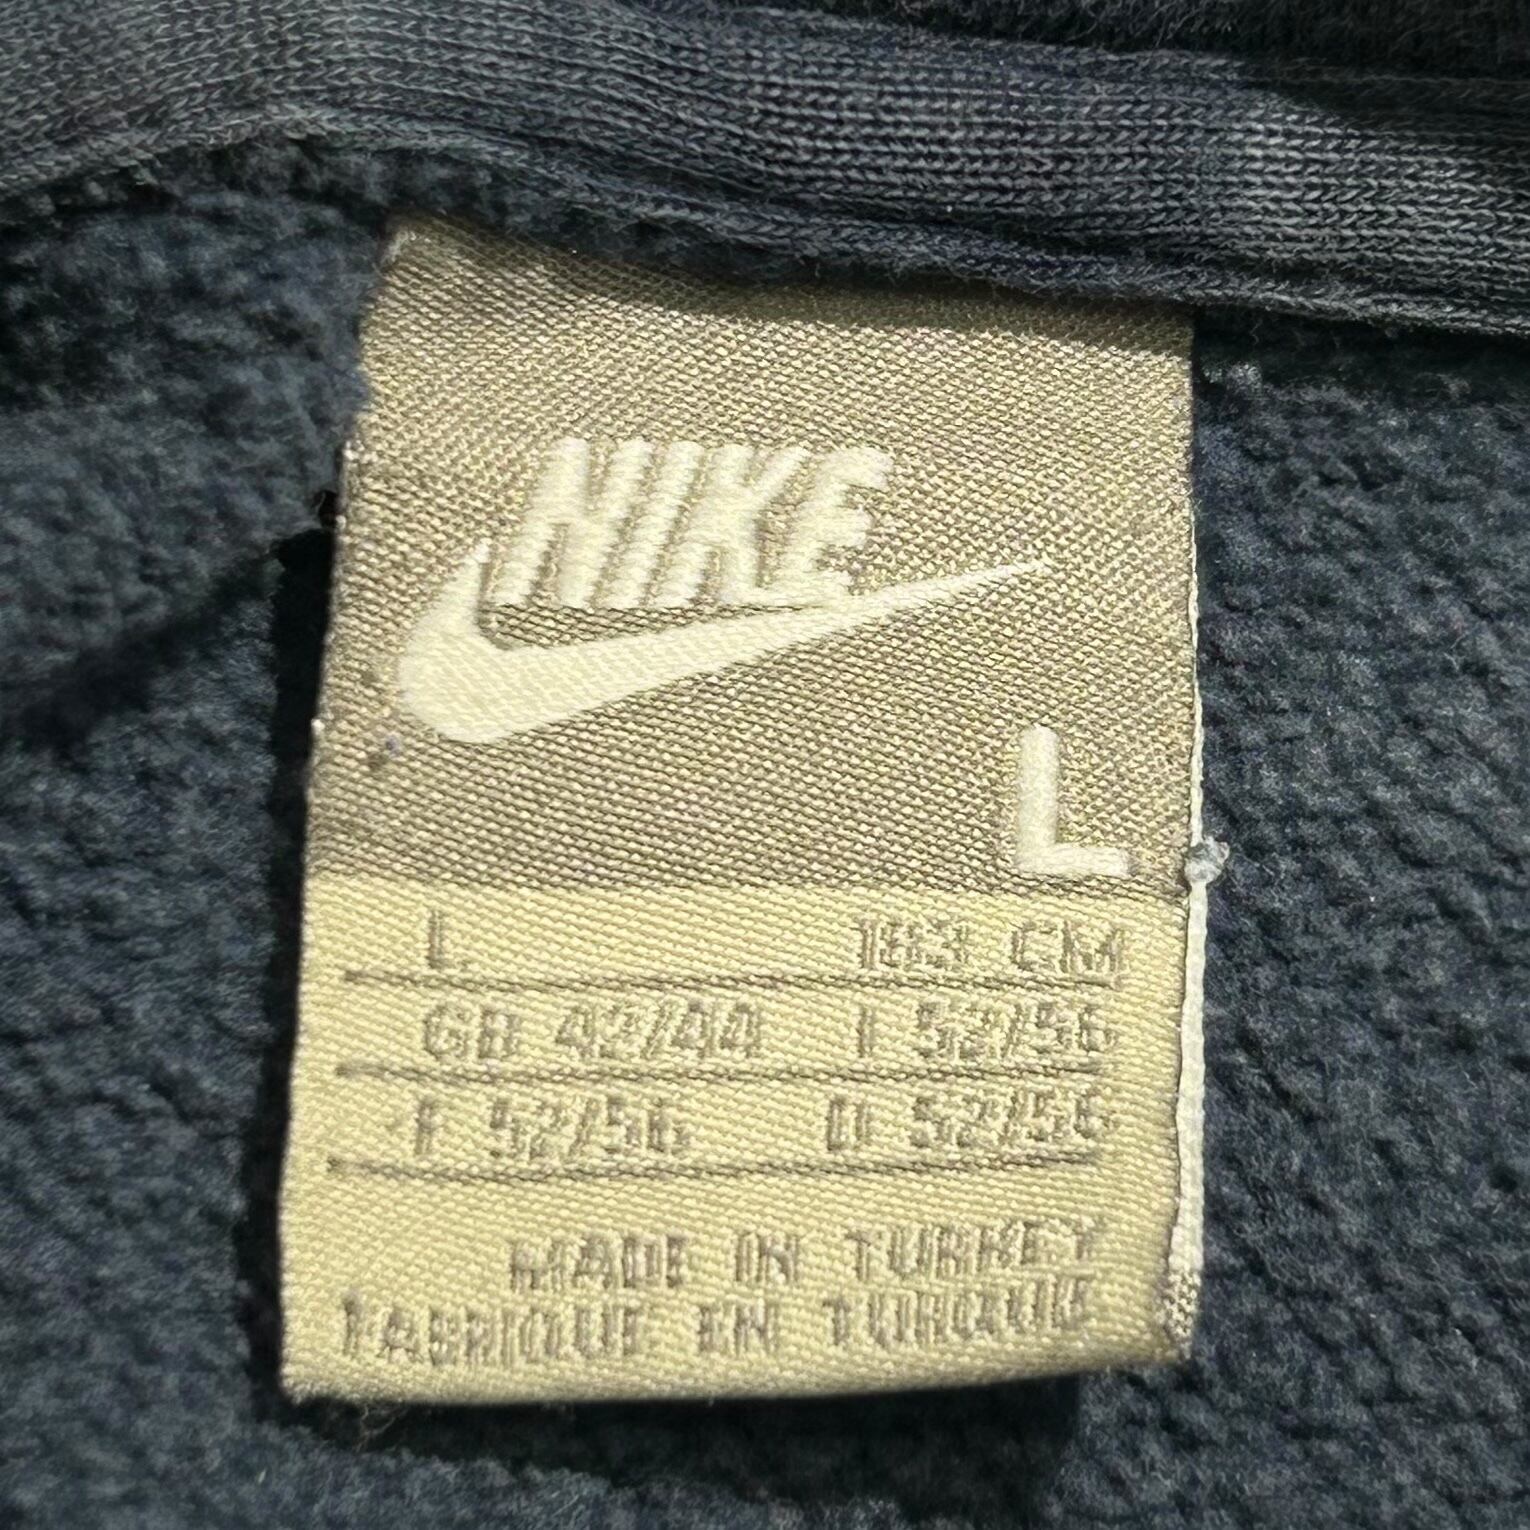 NIKE
L
L 183 CM
GB 42/44 I 52/56
F 52/56 D 52/56
MADE IN TURKEY
FABRIQUE EN TURQUIE